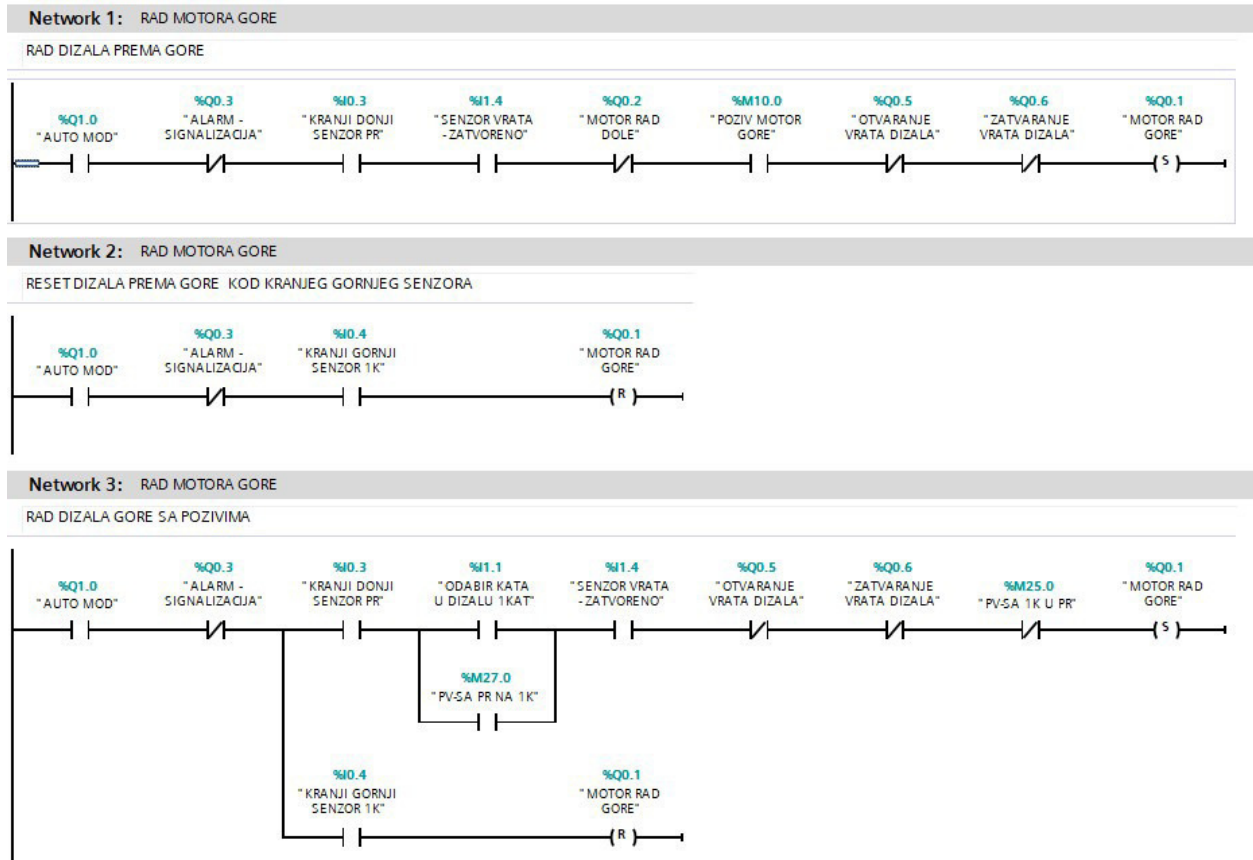 Network 1: RAD MOTORA GORE
RAD DIZALA PREMA GORE
%Q0.3 %I0.3 %I1.4 %Q0.2 %M10.0 %Q0.5 %Q0.6 %Q0.1
%Q1.0 "ALARM - "KRANJI DONJI "SENZOR VRATA "MOTOR RAD "POZIV MOTOR "OTVARANJE "ZATVARANJE "MOTOR RAD
"AUTO MOD" SIGNALIZACIJA" SENZOR PR" -ZATVORENO" DOLE" GORE" VRATA DIZALA" VRATA DIZALA" GORE"
S
Network 2: RAD MOTORA GORE
RESET DIZALA PREMA GORE KOD KRANJEG GORNJEG SENZORA
%Q0.3 %I0.4 %Q0.1
%Q1.0 "ALARM - "KRANJI GORNJI "MOTOR RAD
"AUTO MOD" SIGNALIZACIJA" SENZOR 1K" GORE"
R
Network 3: RAD MOTORA GORE
RAD DIZALA GORE SA POZIVIMA
%Q0.3 %I0.3 %I1.1 %I1.4 %Q0.5 %Q0.6 %Q0.1
%Q1.0 "ALARM - "KRANJI DONJI "ODABIR KATA "SENZOR VRATA "OTVARANJE "ZATVARANJE %M25.0 "MOTOR RAD
"AUTO MOD" SIGNALIZACIJA" SENZOR PR" U DIZALU 1KAT" -ZATVORENO" VRATA DIZALA" VRATA DIZALA" "PV-SA 1K U PR" GORE"
S
%M27.0
"PV-SA PR NA 1K"
%I0.4 %Q0.1
"KRANJI GORNJI "MOTOR RAD
SENZOR 1K" GORE"
R